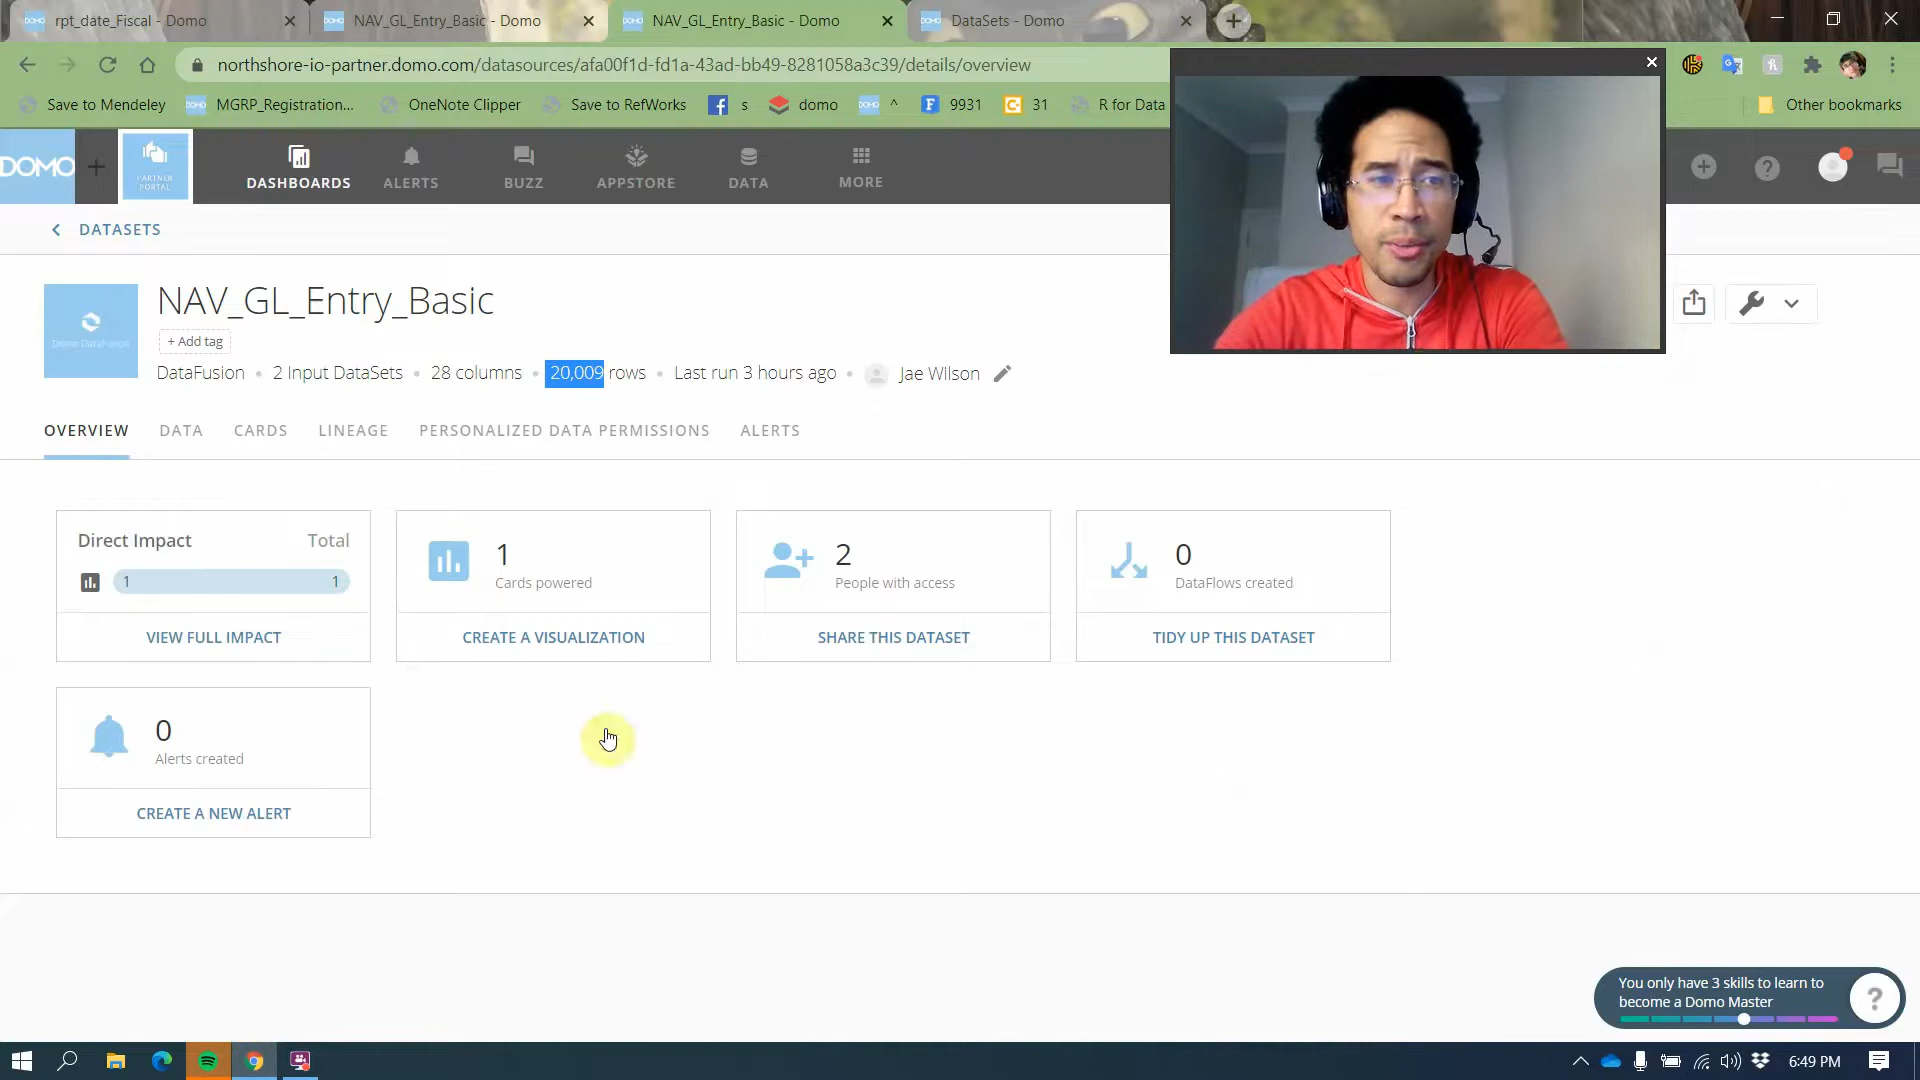 rpt_date_Fiscal - Domo
NAV_GL_Entry_Basic - Domo
NAV_GL_Entry_Basic - Domo
DataSets - Domo
northshore-io-partner.domo.com/datasources/afa00f1d-fd1a-43ad-bb49-8281058a3c39/details/overview
Save to Mendeley
MGRP_Registration...
OneNote Clipper
Save to RefWorks
s
domo
^
9931
31
R for Data
Other bookmarks
DOMO
PARTNER
PORTAL
DASHBOARDS
ALERTS
BUZZ
APPSTORE
DATA
MORE
DATASETS
NAV_GL_Entry_Basic
+ Add tag
Domo DataFusion
DataFusion • 2 Input DataSets • 28 columns • 20,009 rows • Last run 3 hours ago • Jae Wilson
OVERVIEW
DATA
CARDS
LINEAGE
PERSONALIZED DATA PERMISSIONS
ALERTS
Direct Impact
Total
1
1
VIEW FULL IMPACT
1
Cards powered
CREATE A VISUALIZATION
2
People with access
SHARE THIS DATASET
0
DataFlows created
TIDY UP THIS DATASET
0
Alerts created
CREATE A NEW ALERT
You only have 3 skills to learn to
become a Domo Master
?
6:49 PM